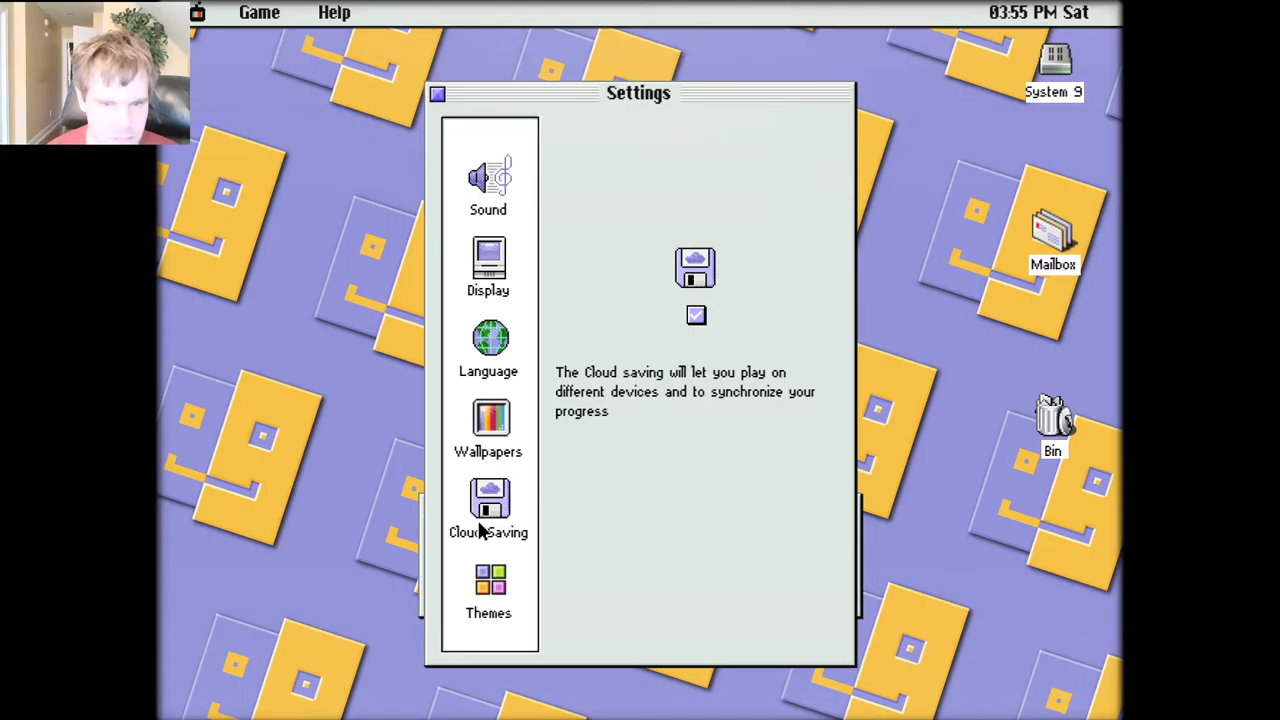 Game Help 03:55 PM Sat
System 9
Settings
Sound
Display
Language
Wallpapers
Cloud Saving
Themes
The Cloud saving will let you play on
different devices and to synchronize your
progress
Mailbox
Bin